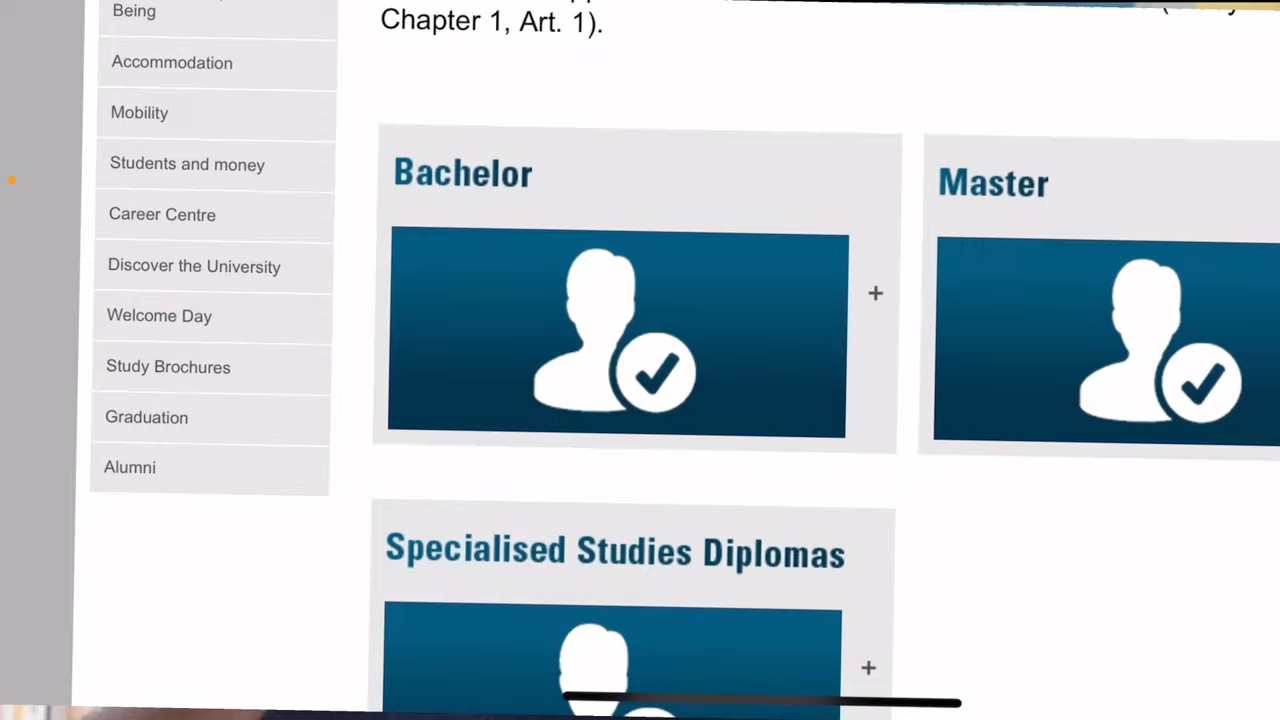 Being
Accommodation
Mobility
Students and money
Career Centre
Discover the University
Welcome Day
Study Brochures
Graduation
Alumni
Chapter 1, Art. 1).
Bachelor
+
Master
Specialised Studies Diplomas
+